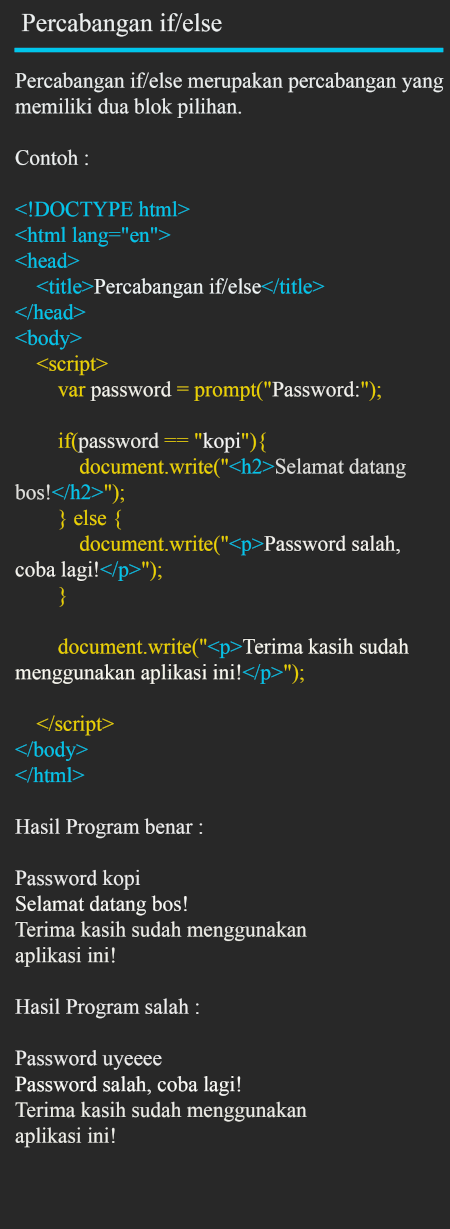 Percabangan if/else
Percabangan if/else merupakan percabangan yang
memiliki dua blok pilihan.
Contoh :
<!DOCTYPE html>
<html lang="en">
<head>
<title>Percabangan if/else</title>
</head>
<body>
<script>
var password = prompt("Password:");
if(password == "kopi"){
document.write("<h2>Selamat datang
bos!</h2>");
} else {
document.write("<p>Password salah,
coba lagi!</p>");
}
document.write("<p>Terima kasih sudah
menggunakan aplikasi ini!</p>");
</script>
</body>
</html>
Hasil Program benar :
Password kopi
Selamat datang bos!
Terima kasih sudah menggunakan
aplikasi ini!
Hasil Program salah :
Password uyeeee
Password salah, coba lagi!
Terima kasih sudah menggunakan
aplikasi ini!